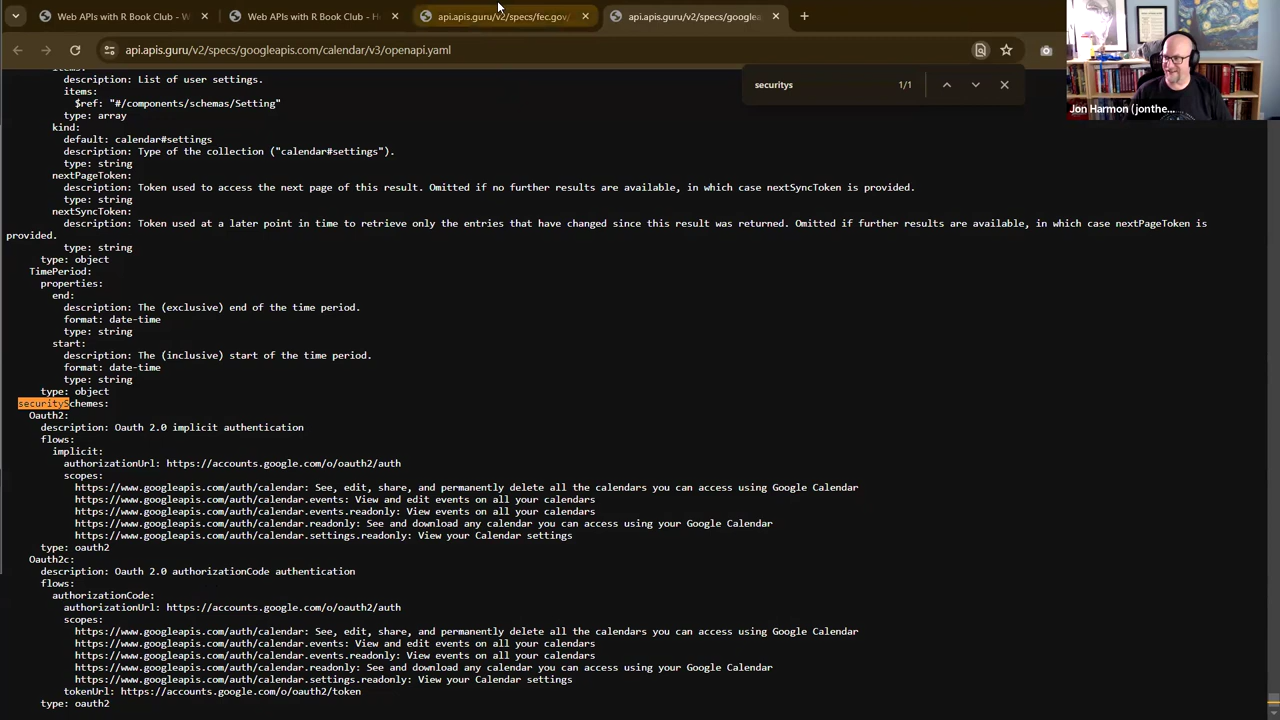 Web APIs with R Book Club - W
Web APIs with R Book Club - H
api.apis.guru/v2/specs/fec.gov/
api.apis.guru/v2/specs/googlea
api.apis.guru/v2/specs/googleapis.com/calendar/v3/openapi.yaml
securitys
1/1
Jon Harmon (jonthe...
items:
description: List of user settings.
items:
$ref: "#/components/schemas/Setting"
type: array
kind:
default: calendar#settings
description: Type of the collection ("calendar#settings").
type: string
nextPageToken:
description: Token used to access the next page of this result. Omitted if no further results are available, in which case nextSyncToken is provided.
type: string
nextSyncToken:
description: Token used at a later point in time to retrieve only the entries that have changed since this result was returned. Omitted if further results are available, in which case nextPageToken is
provided.
type: string
type: object
TimePeriod:
properties:
end:
description: The (exclusive) end of the time period.
format: date-time
type: string
start:
description: The (inclusive) start of the time period.
format: date-time
type: string
type: object
securitySchemes:
Oauth2:
description: Oauth 2.0 implicit authentication
flows:
implicit:
authorizationUrl: https://accounts.google.com/o/oauth2/auth
scopes:
https://www.googleapis.com/auth/calendar: See, edit, share, and permanently delete all the calendars you can access using Google Calendar
https://www.googleapis.com/auth/calendar.events: View and edit events on all your calendars
https://www.googleapis.com/auth/calendar.events.readonly: View events on all your calendars
https://www.googleapis.com/auth/calendar.readonly: See and download any calendar you can access using your Google Calendar
https://www.googleapis.com/auth/calendar.settings.readonly: View your Calendar settings
type: oauth2
Oauth2c:
description: Oauth 2.0 authorizationCode authentication
flows:
authorizationCode:
authorizationUrl: https://accounts.google.com/o/oauth2/auth
scopes:
https://www.googleapis.com/auth/calendar: See, edit, share, and permanently delete all the calendars you can access using Google Calendar
https://www.googleapis.com/auth/calendar.events: View and edit events on all your calendars
https://www.googleapis.com/auth/calendar.events.readonly: View events on all your calendars
https://www.googleapis.com/auth/calendar.readonly: See and download any calendar you can access using your Google Calendar
https://www.googleapis.com/auth/calendar.settings.readonly: View your Calendar settings
tokenUrl: https://accounts.google.com/o/oauth2/token
type: oauth2